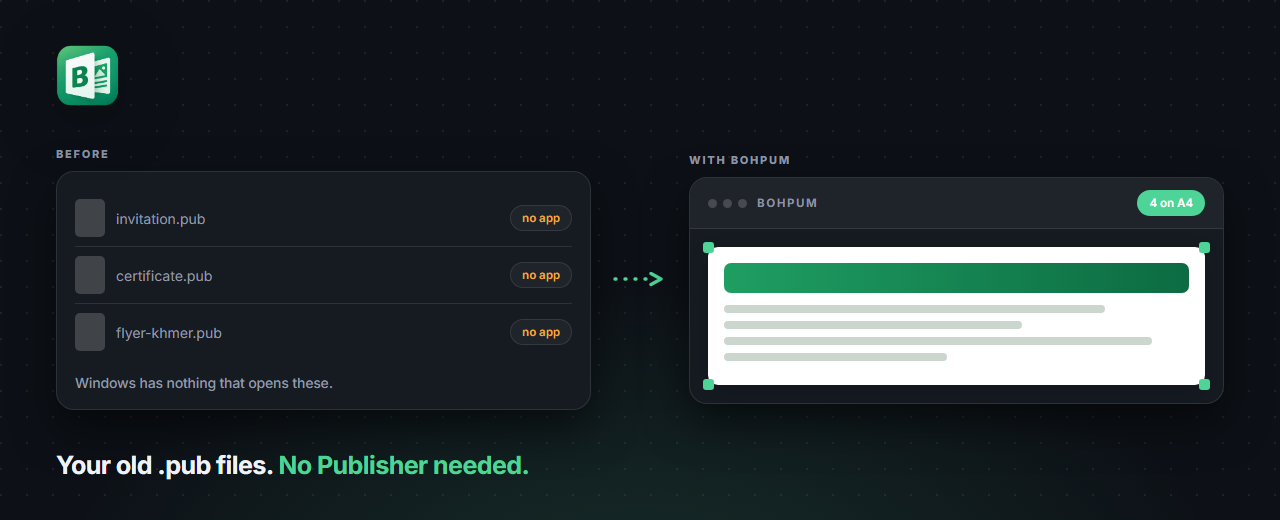 B
BEFORE
invitation.pub
no app
certificate.pub
no app
flyer-khmer.pub
no app
Windows has nothing that opens these.
WITH BOHPUM
BOHPUM
4 on A4
Your old .pub files. No Publisher needed.